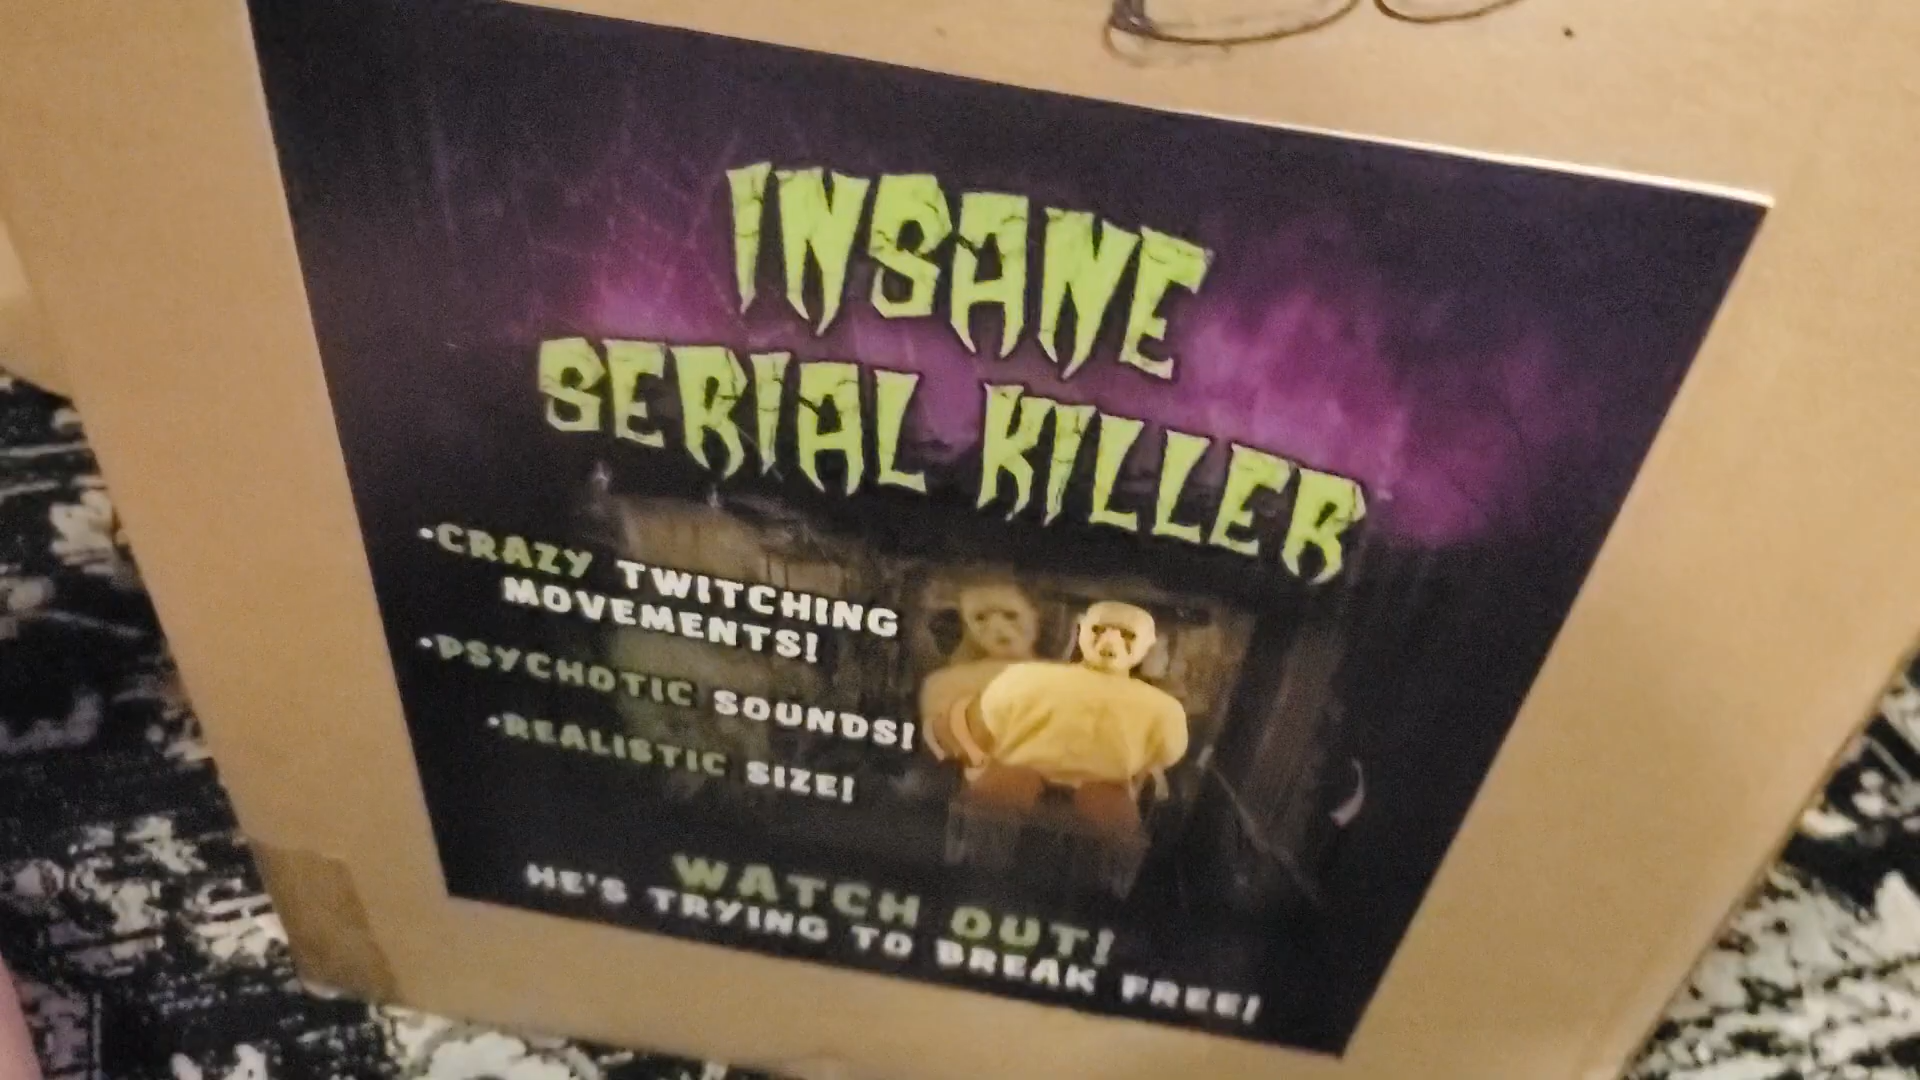 INSANE
SERIAL KILLER
•CRAZY TWITCHING
MOVEMENTS!
•PSYCHOTIC SOUNDS!
•REALISTIC SIZE!
WATCH OUT!
HE'S TRYING TO BREAK FREE!